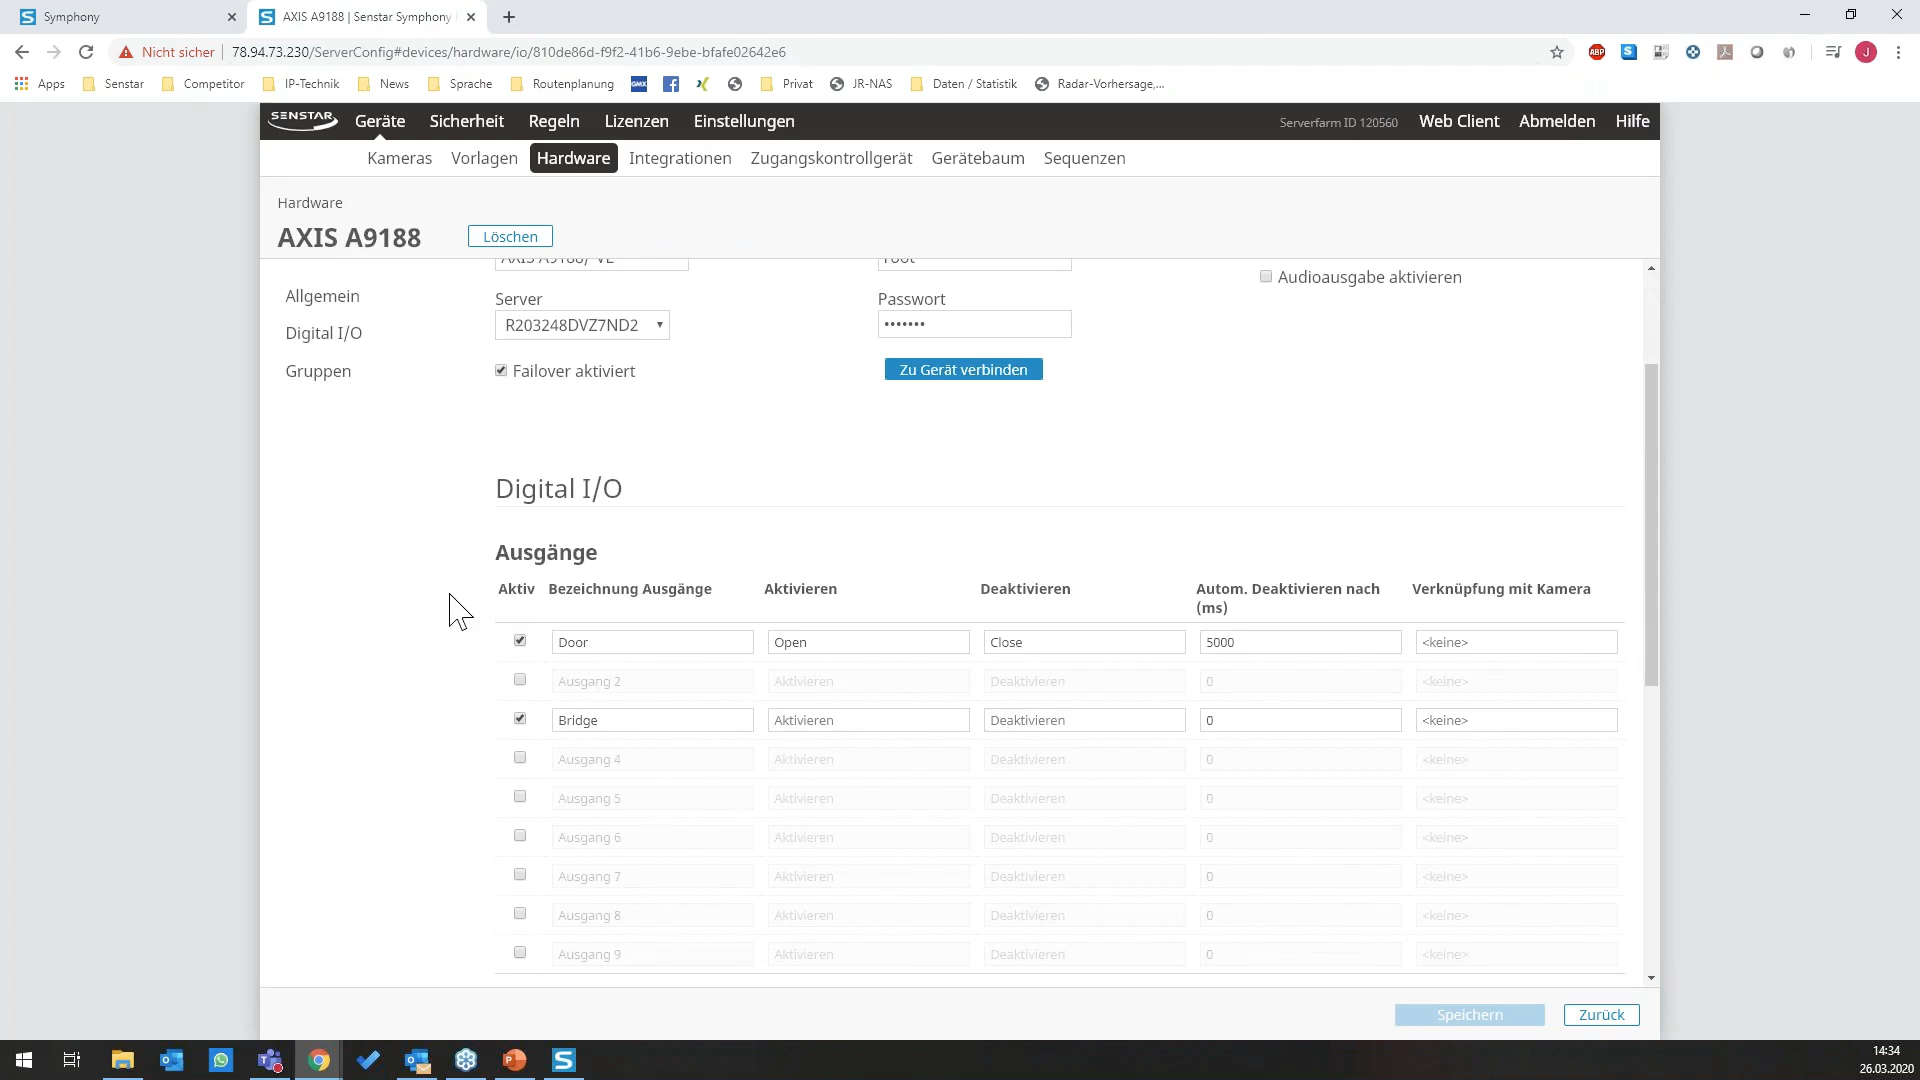 Symphony
AXIS A9188 | Senstar Symphony
Nicht sicher
78.94.73.230/ServerConfig#devices/hardware/io/810de86d-f9f2-41b6-9ebe-bfafe02642e6
ABP
J
Apps
Senstar
Competitor
IP-Technik
News
Sprache
Routenplanung
GMX
Privat
JR-NAS
Daten / Statistik
Radar-Vorhersage,...
SENSTAR
Geräte
Sicherheit
Regeln
Lizenzen
Einstellungen
Serverfarm ID 120560
Web Client
Abmelden
Hilfe
Kameras
Vorlagen
Hardware
Integrationen
Zugangskontrollgerät
Gerätebaum
Sequenzen
Hardware
AXIS A9188
Löschen
AXIS A9188/-VE
root
Audioausgabe aktivieren
Allgemein
Digital I/O
Gruppen
Server
R203248DVZ7ND2
Passwort
•••••••
Failover aktiviert
Zu Gerät verbinden
Digital I/O
Ausgänge
Aktiv Bezeichnung Ausgänge Aktivieren Deaktivieren Autom. Deaktivieren nach Verknüpfung mit Kamera
(ms)
Door Open Close 5000 <keine>
Ausgang 2 Aktivieren Deaktivieren 0 <keine>
Bridge Aktivieren Deaktivieren 0 <keine>
Ausgang 4 Aktivieren Deaktivieren 0 <keine>
Ausgang 5 Aktivieren Deaktivieren 0 <keine>
Ausgang 6 Aktivieren Deaktivieren 0 <keine>
Ausgang 7 Aktivieren Deaktivieren 0 <keine>
Ausgang 8 Aktivieren Deaktivieren 0 <keine>
Ausgang 9 Aktivieren Deaktivieren 0 <keine>
Speichern
Zurück
14:34
26.03.2020